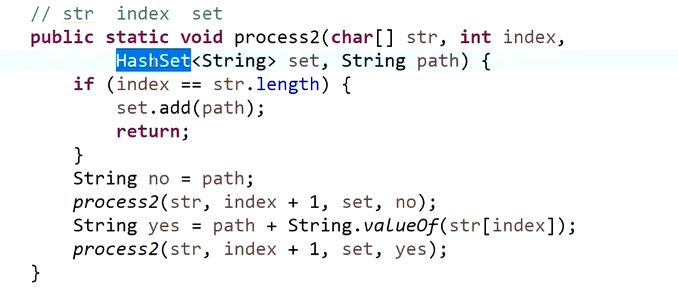 // str  index  set
public static void process2(char[] str, int index,
        HashSet<String> set, String path) {
    if (index == str.length) {
        set.add(path);
        return;
    }
    String no = path;
    process2(str, index + 1, set, no);
    String yes = path + String.valueOf(str[index]);
    process2(str, index + 1, set, yes);
}